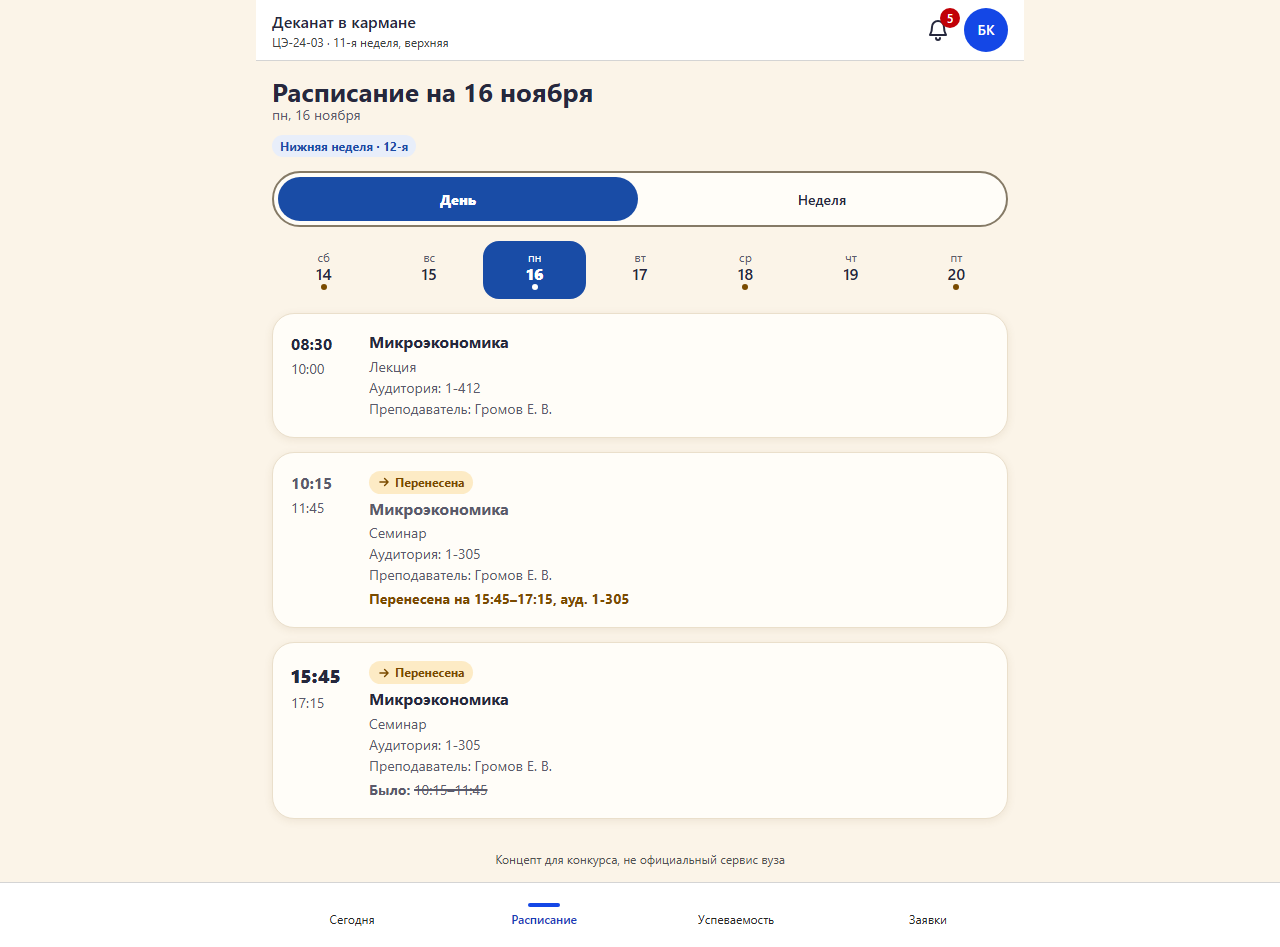 Деканат в кармане
ЦЭ-24-03 · 11-я неделя, верхняя
5
БК
Расписание на 16 ноября
пн, 16 ноября
Нижняя неделя · 12-я
День
Неделя
сб
14
вс
15
пн
16
вт
17
ср
18
чт
19
пт
20
08:30
10:00
Микроэкономика
Лекция
Аудитория: 1-412
Преподаватель: Громов Е. В.
10:15
11:45
→ Перенесена
Микроэкономика
Семинар
Аудитория: 1-305
Преподаватель: Громов Е. В.
Перенесена на 15:45–17:15, ауд. 1-305
15:45
17:15
→ Перенесена
Микроэкономика
Семинар
Аудитория: 1-305
Преподаватель: Громов Е. В.
Было: 10:15–11:45
Концепт для конкурса, не официальный сервис вуза
Сегодня
Расписание
Успеваемость
Заявки